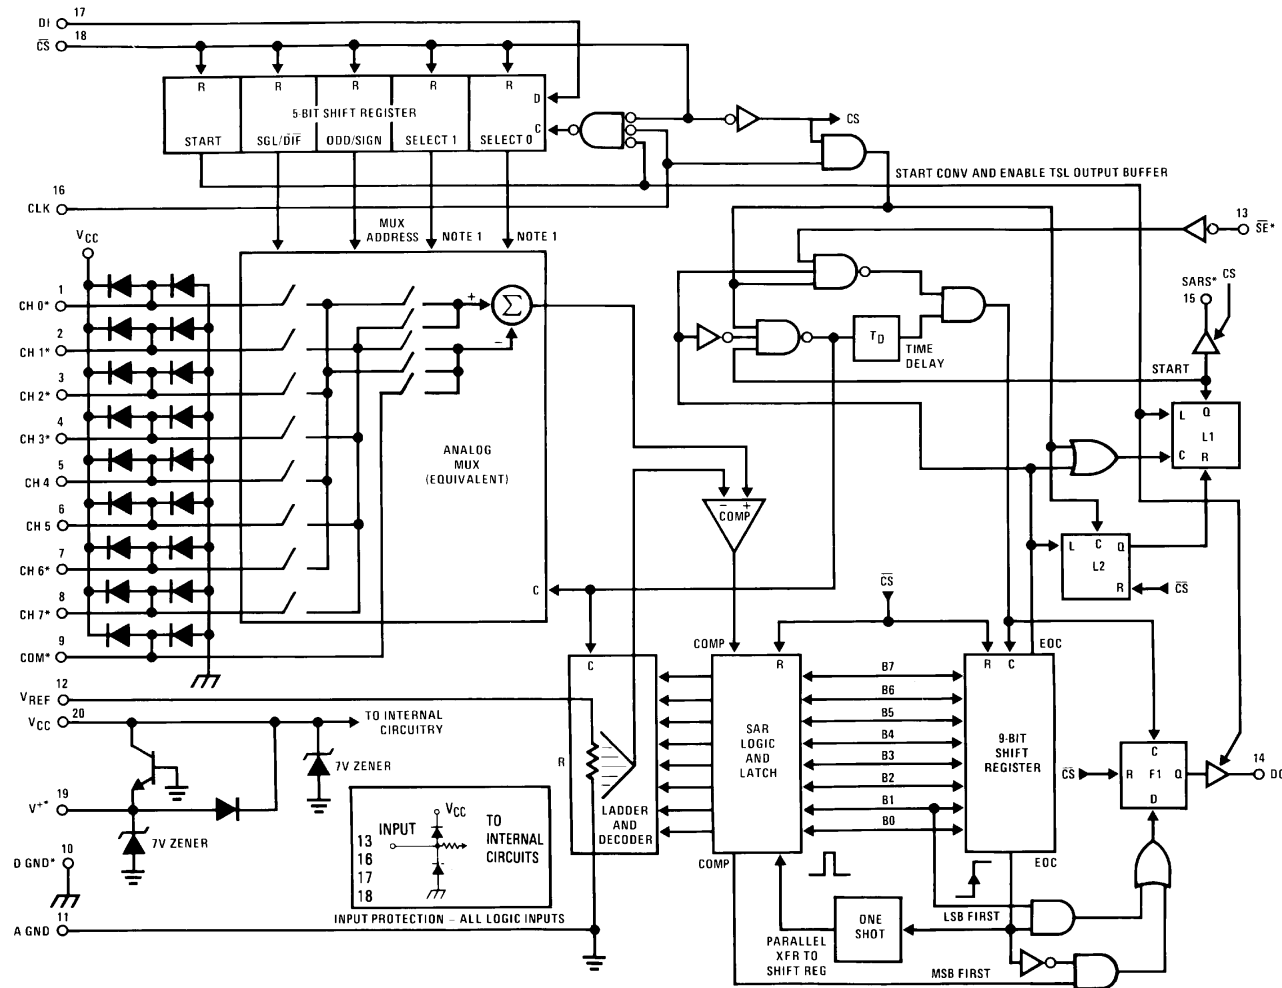 DI
17
C̅S̅
18
R R R R R
D
5-BIT SHIFT REGISTER
C
START
SGL/D̅I̅F̅
ODD/SIGN
SELECT 1
SELECT 0
CS
START CONV AND ENABLE TSL OUTPUT BUFFER
16
CLK
MUX
ADDRESS
NOTE 1
NOTE 1
13
S̅E̅*
VCC
1
CH 0*
2
CH 1*
3
CH 2*
4
CH 3*
5
CH 4
6
CH 5
7
CH 6*
8
CH 7*
9
COM*
+
Σ
−
ANALOG
MUX
(EQUIVALENT)
C
TD
TIME
DELAY
SARS*
CS
15
START
L Q
L1
C R
− +
COMP
L C Q
L2
R
C̅S̅
C̅S̅
COMP
R
R C
EOC
C
12
VREF
20
VCC
TO INTERNAL
CIRCUITRY
7V ZENER
19
V+*
7V ZENER
10
D GND*
11
A GND
VCC
INPUT
TO
INTERNAL
CIRCUITS
13
16
17
18
INPUT PROTECTION – ALL LOGIC INPUTS
R
LADDER
AND
DECODER
SAR
LOGIC
AND
LATCH
B7
B6
B5
B4
B3
B2
B1
B0
9-BIT
SHIFT
REGISTER
COMP
EOC
C̅S̅
C
R F1 Q
D
14
DO
LSB FIRST
ONE
SHOT
PARALLEL
XFR TO
SHIFT REG
MSB FIRST